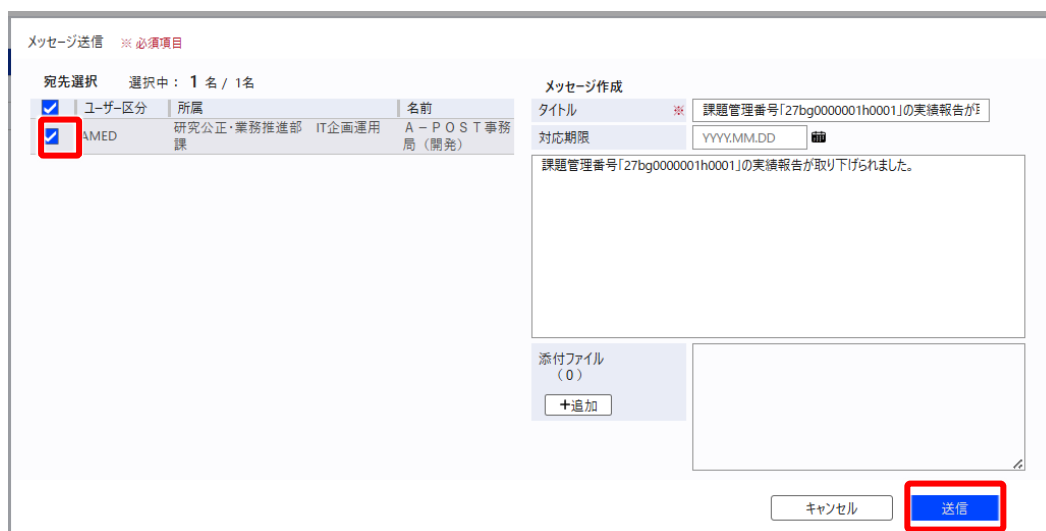 メッセージ送信 ※ 必須項目
宛先選択 選択中： 1 名 / 1名
ユーザー区分 所属 名前
AMED 研究公正・業務推進部 IT企画運用課 Ａ－ＰＯＳＴ事務局（開発）
メッセージ作成
タイトル ※ 課題管理番号「27bg0000001h0001」の実績報告が
対応期限 YYYY.MM.DD
課題管理番号「27bg0000001h0001」の実績報告が取り下げられました。
添付ファイル
（0）
+追加
キャンセル 送信